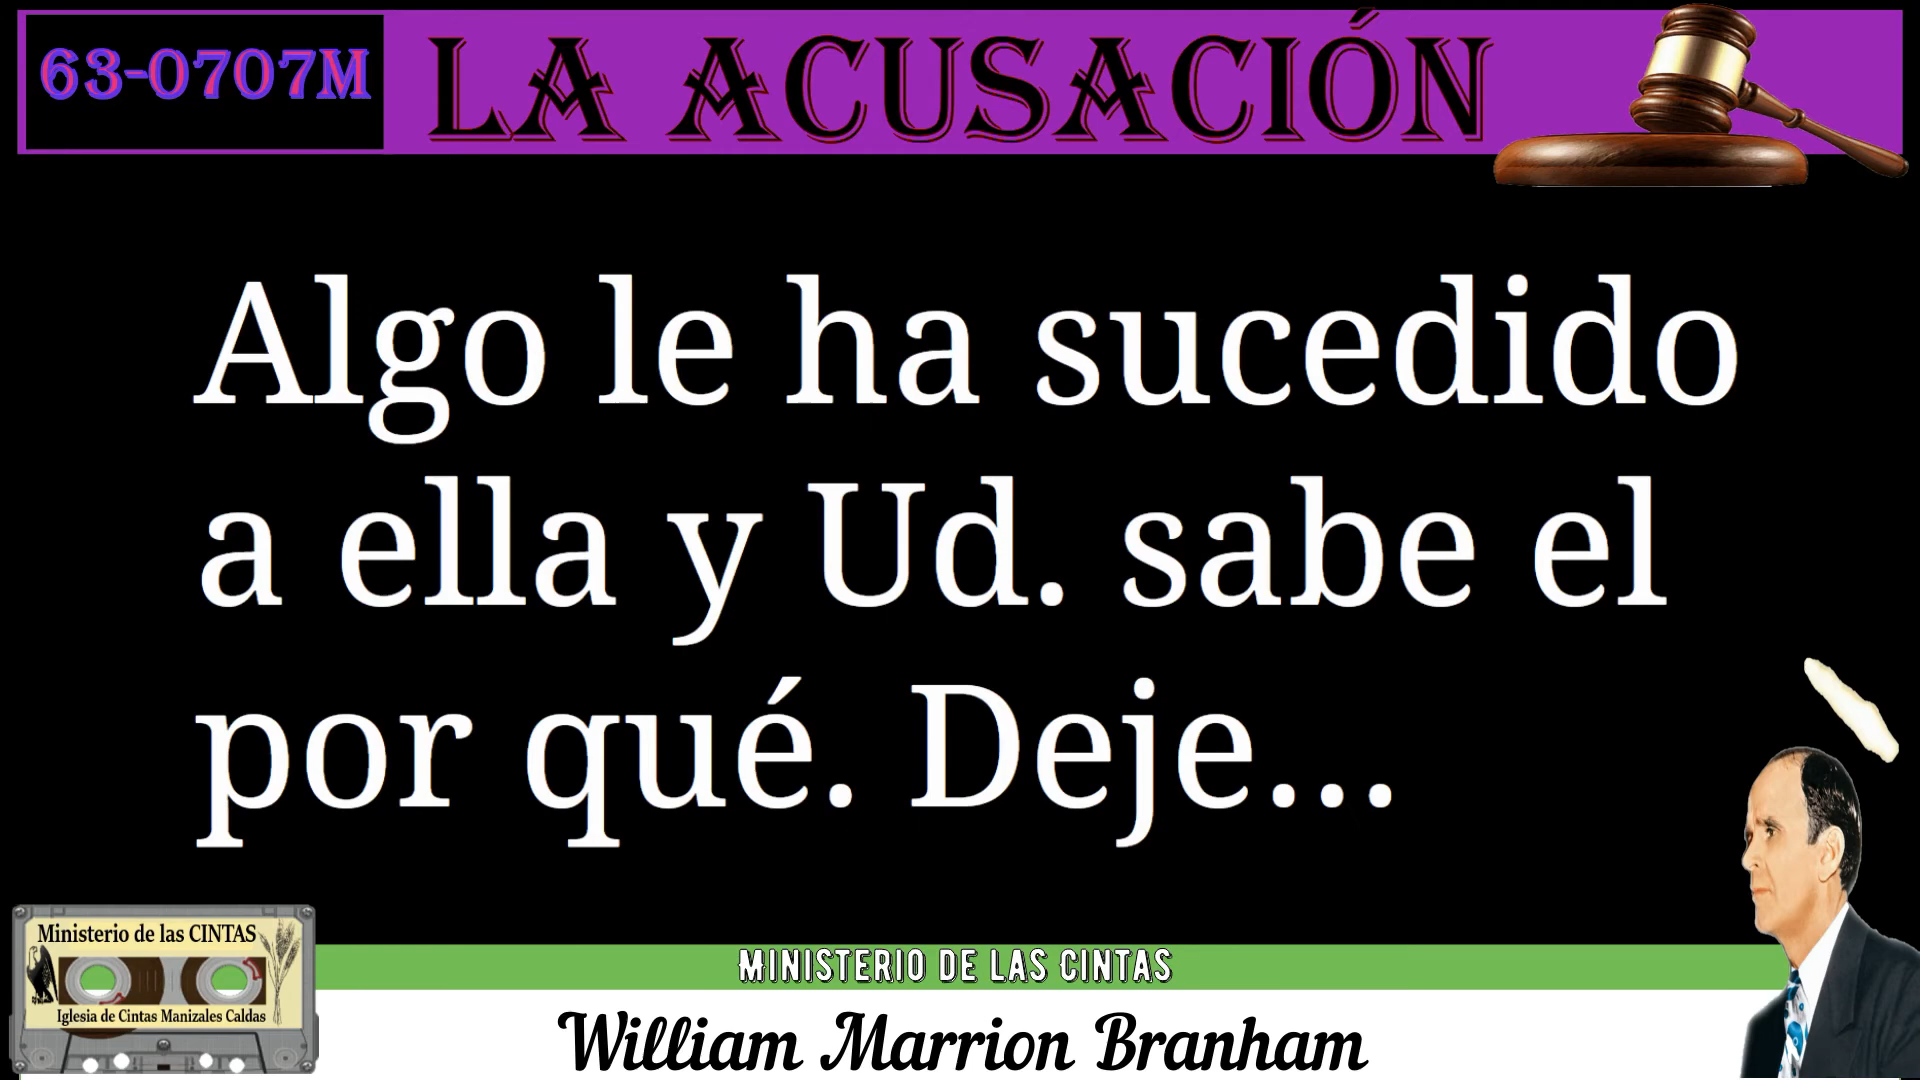 63-0707M
LA ACUSACIÓN
Algo le ha sucedido
a ella y Ud. sabe el
por qué. Deje...
Ministerio de las CINTAS
Iglesia de Cintas Manizales Caldas
MINISTERIO DE LAS CINTAS
William Marrion Branham